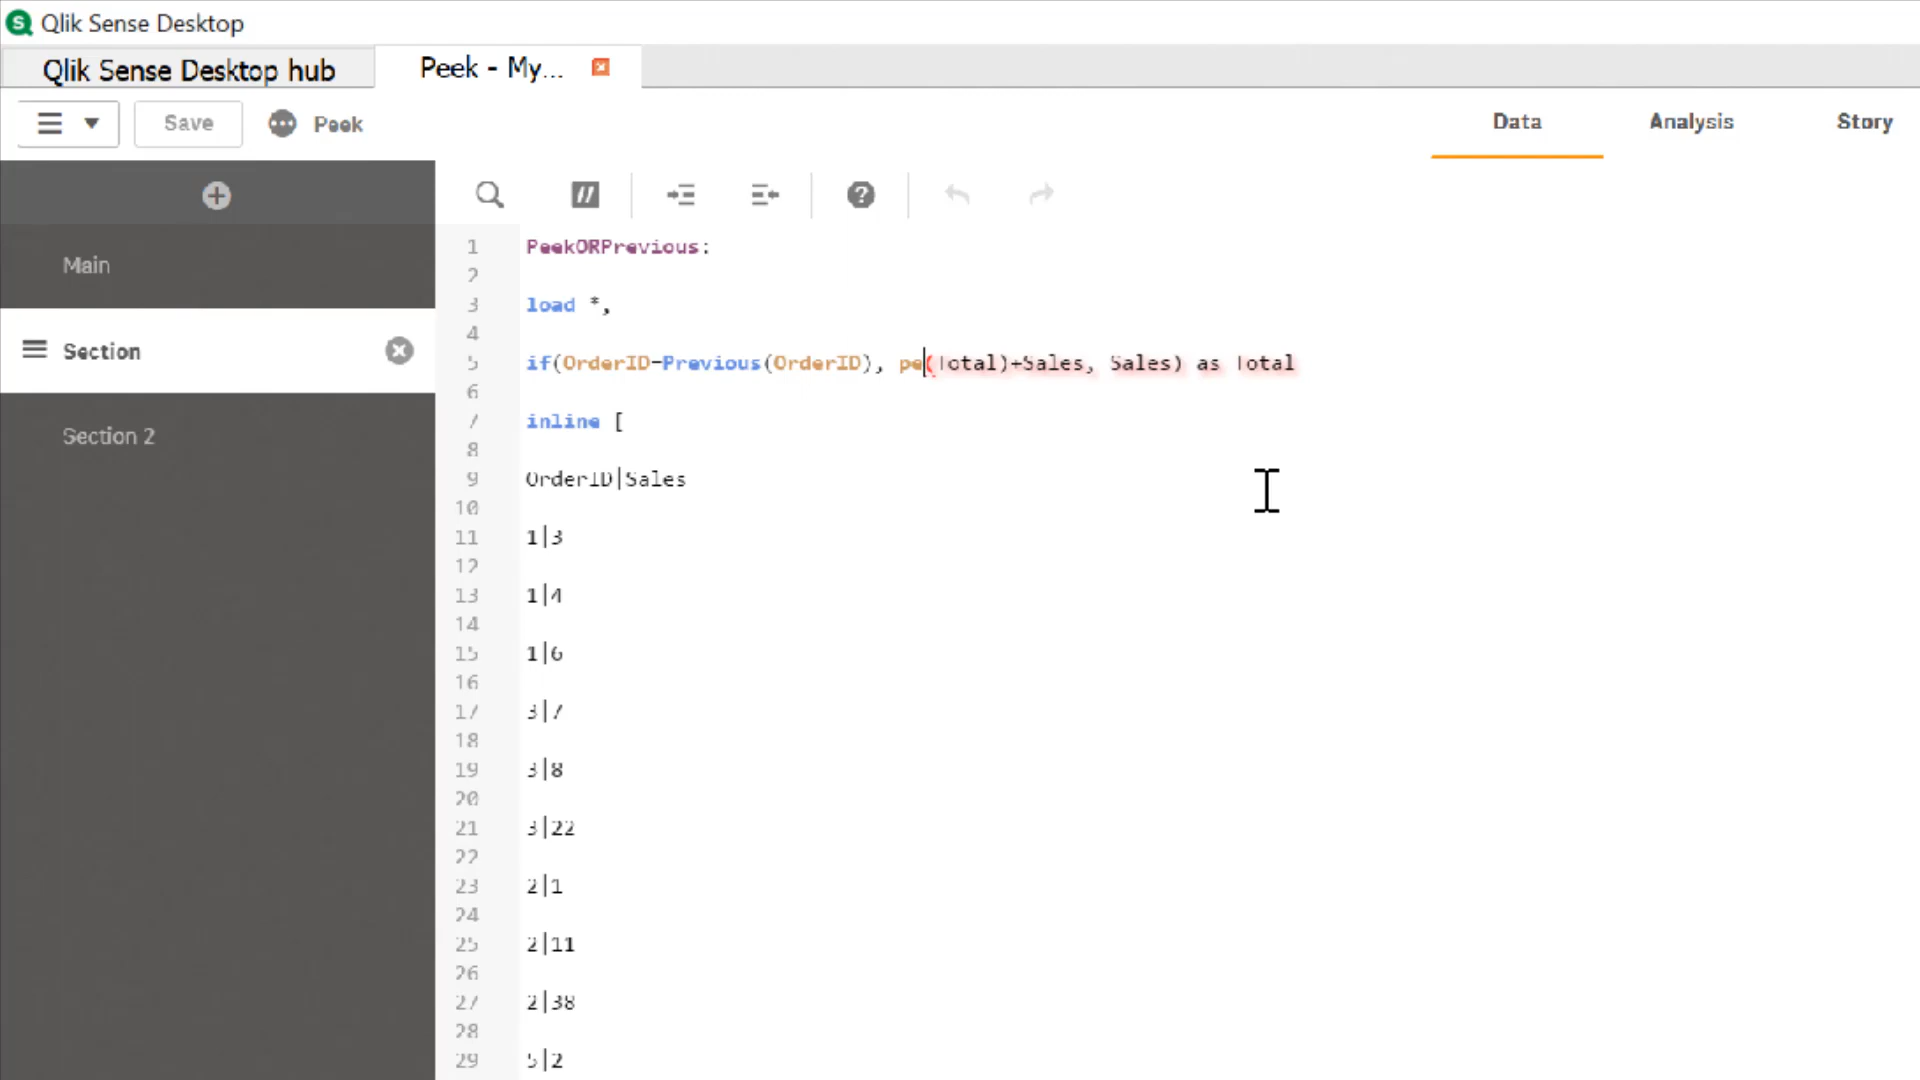 Qlik Sense Desktop
Qlik Sense Desktop hub
Peek - My...
Save
Peek
Data
Analysis
Story
Main
Section
Section 2
1 PeekORPrevious:
2
3 load *,
4
5 if(OrderID=Previous(OrderID), pe(Total)+Sales, Sales) as Total
6
7 inline [
8
9 OrderID|Sales
10
11 1|3
12
13 1|4
14
15 1|6
16
17 3|7
18
19 3|8
20
21 3|22
22
23 2|1
24
25 2|11
26
27 2|38
28
29 5|2